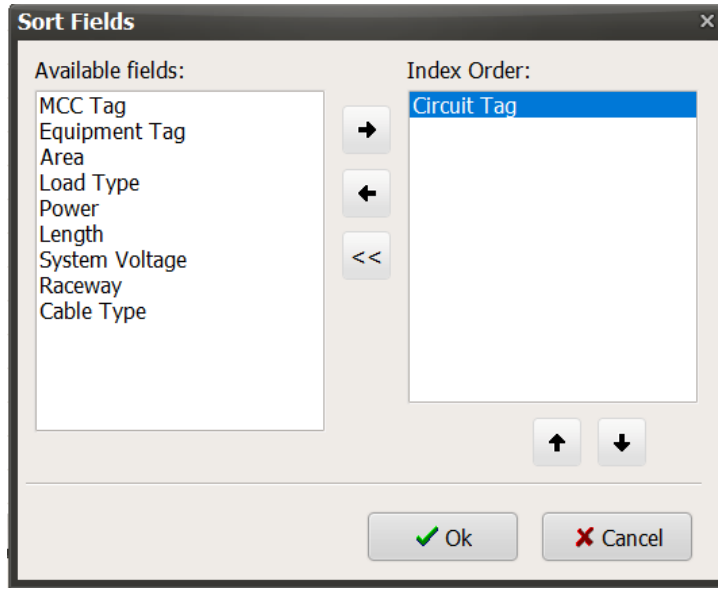 Sort Fields
Available fields:
MCC Tag
Equipment Tag
Area
Load Type
Power
Length
System Voltage
Raceway
Cable Type
<<
Index Order:
Circuit Tag
Ok
Cancel